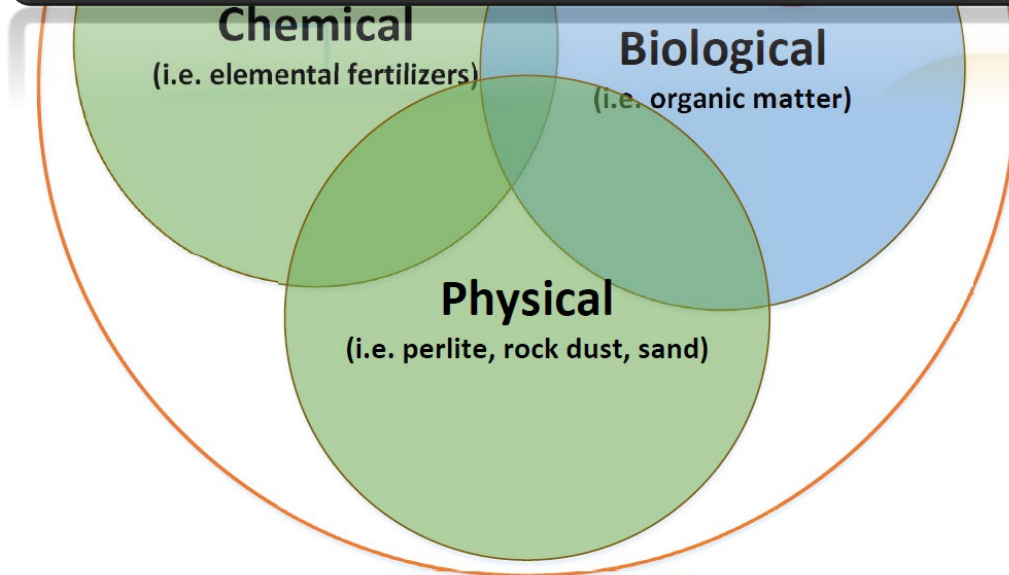 Chemical
(i.e. elemental fertilizers)
Biological
(i.e. organic matter)
Physical
(i.e. perlite, rock dust, sand)